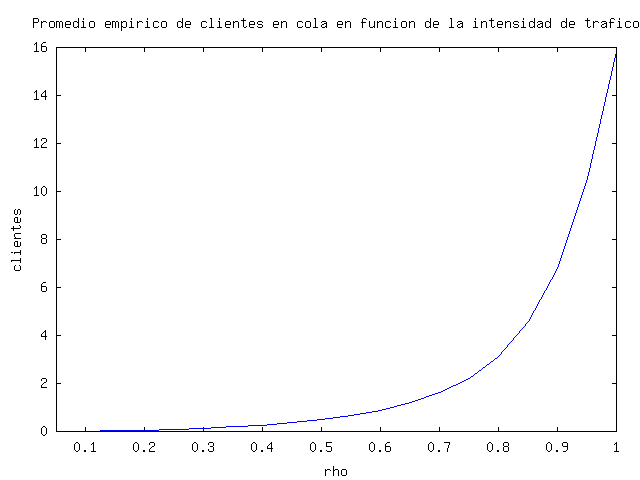 Promedio empirico de clientes en cola en funcion de la intensidad de trafico
16
14
12
10
8
6
4
2
0
clientes
0.1 0.2 0.3 0.4 0.5 0.6 0.7 0.8 0.9 1
rho